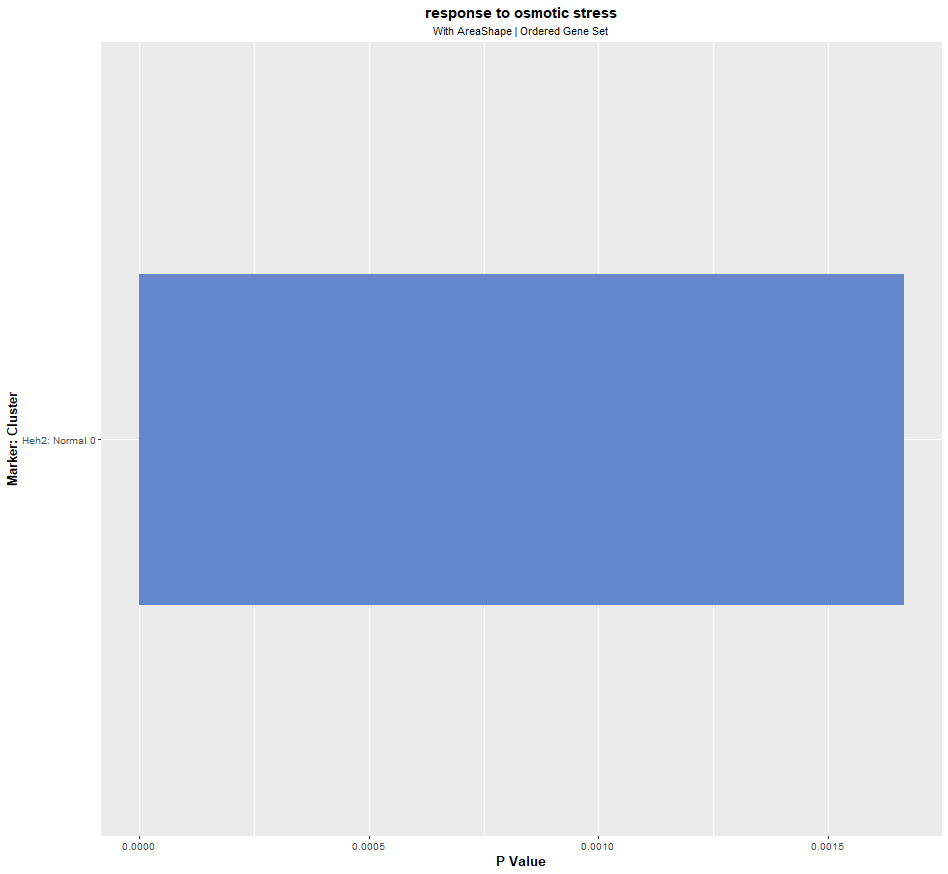 response to osmotic stress
With AreaShape | Ordered Gene Set
Marker: Cluster
Heh2: Normal 0
0.0000
0.0005
0.0010
0.0015
P Value